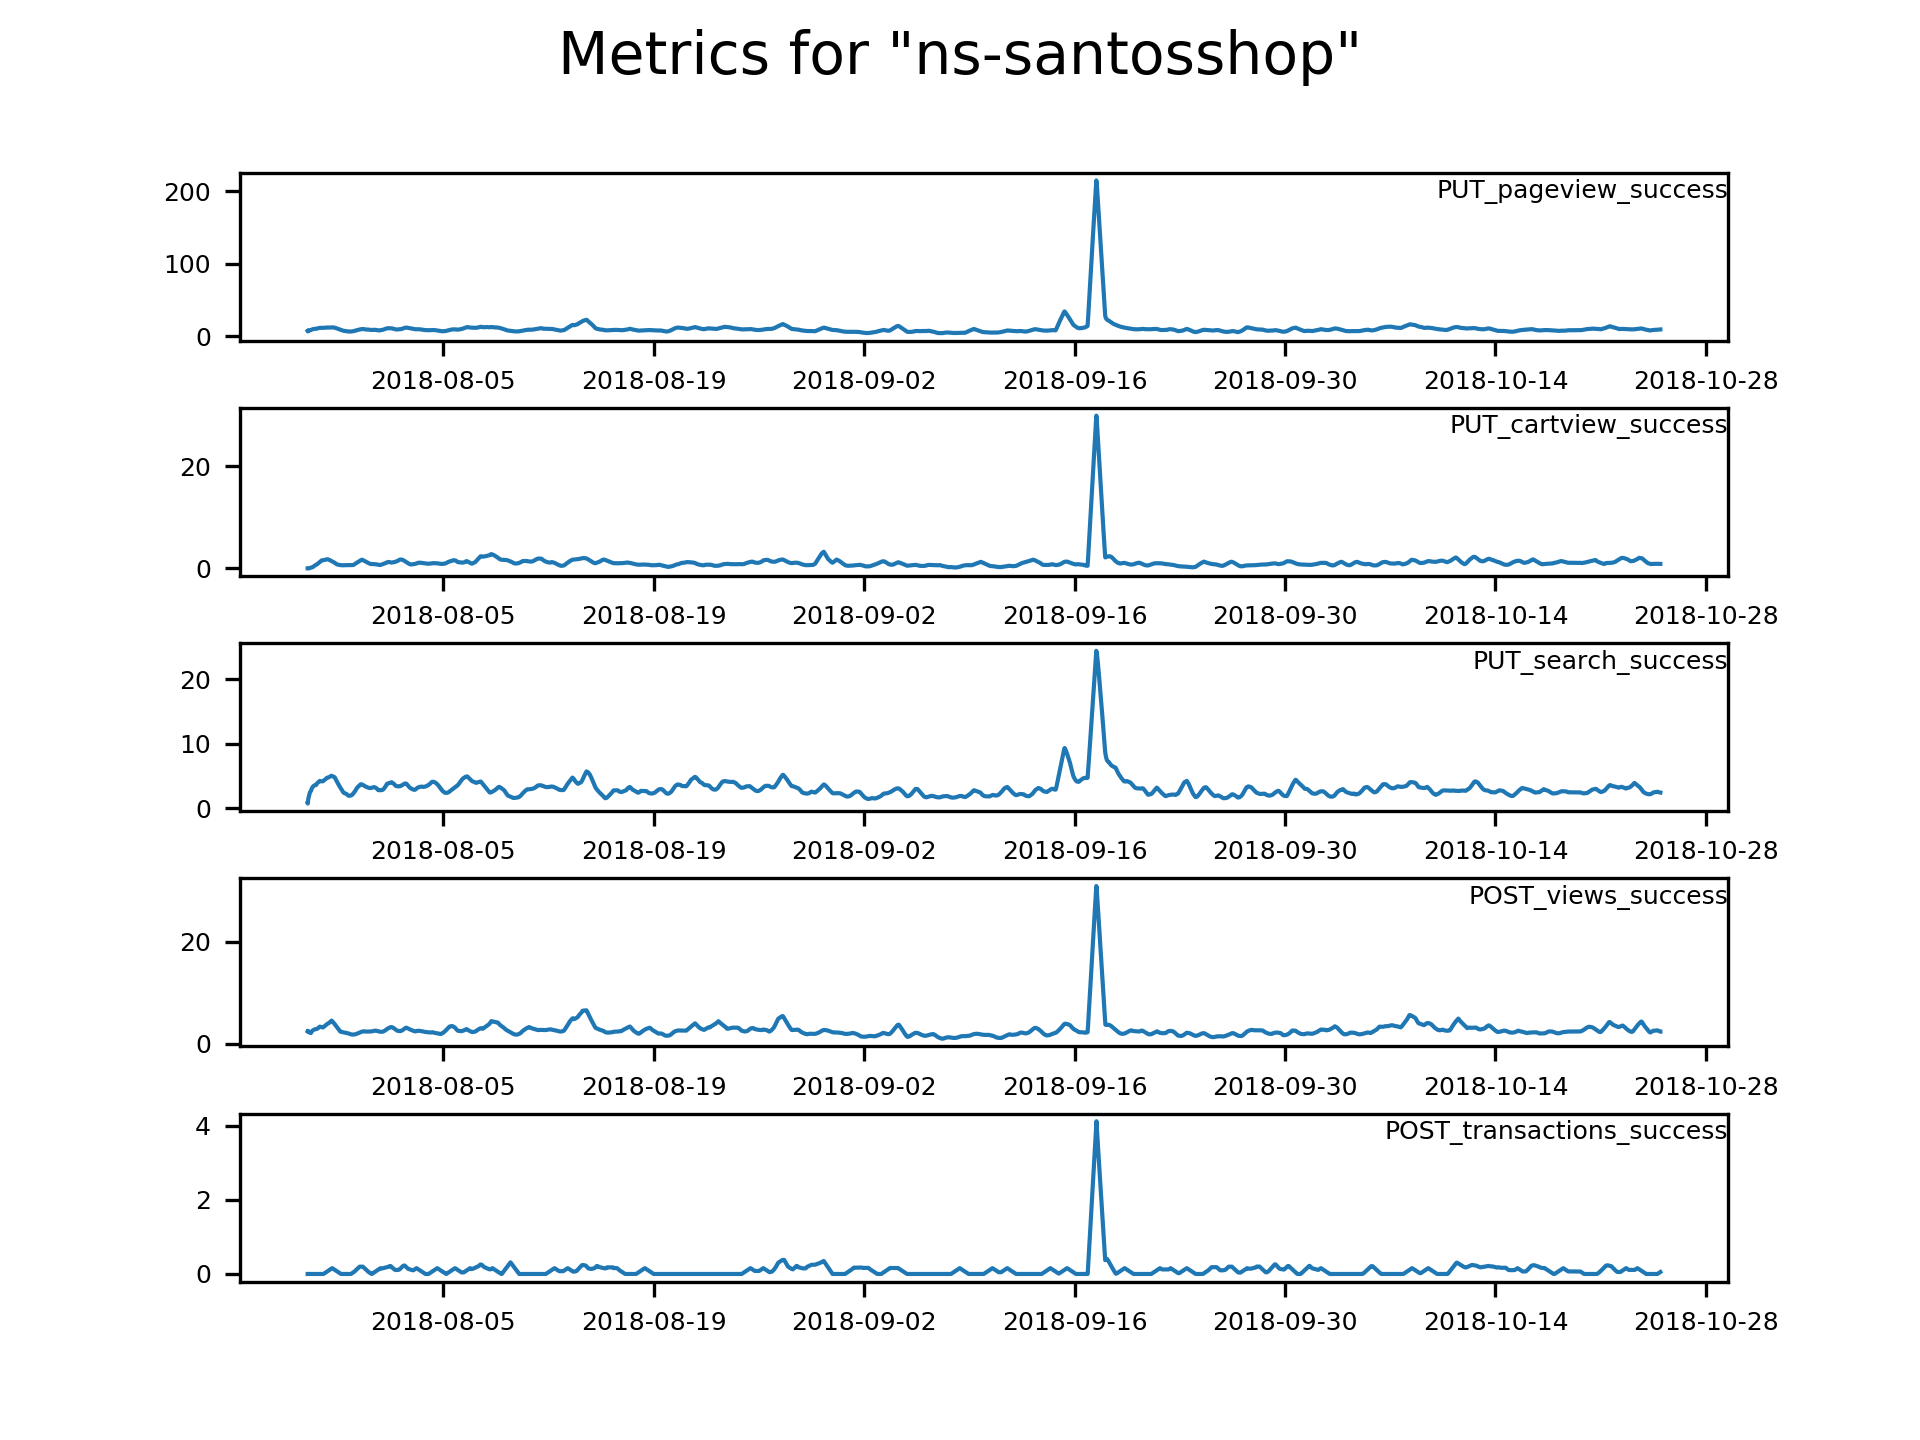 Metrics for "ns-santosshop"
PUT_pageview_success
200
100
0
2018-08-05 2018-08-19 2018-09-02 2018-09-16 2018-09-30 2018-10-14 2018-10-28
PUT_cartview_success
20
0
2018-08-05 2018-08-19 2018-09-02 2018-09-16 2018-09-30 2018-10-14 2018-10-28
PUT_search_success
20
10
0
2018-08-05 2018-08-19 2018-09-02 2018-09-16 2018-09-30 2018-10-14 2018-10-28
POST_views_success
20
0
2018-08-05 2018-08-19 2018-09-02 2018-09-16 2018-09-30 2018-10-14 2018-10-28
POST_transactions_success
4
2
0
2018-08-05 2018-08-19 2018-09-02 2018-09-16 2018-09-30 2018-10-14 2018-10-28